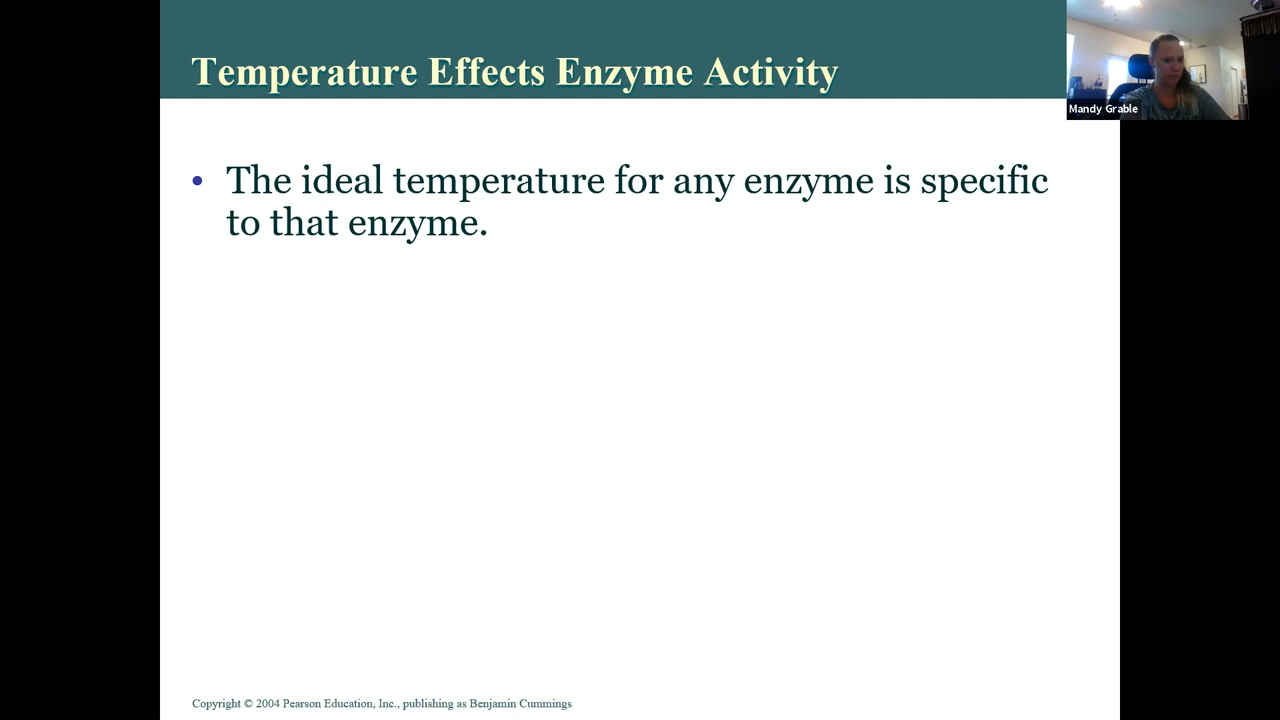 Temperature Effects Enzyme Activity
Mandy Grable
• The ideal temperature for any enzyme is specific
to that enzyme.
Copyright © 2004 Pearson Education, Inc., publishing as Benjamin Cummings